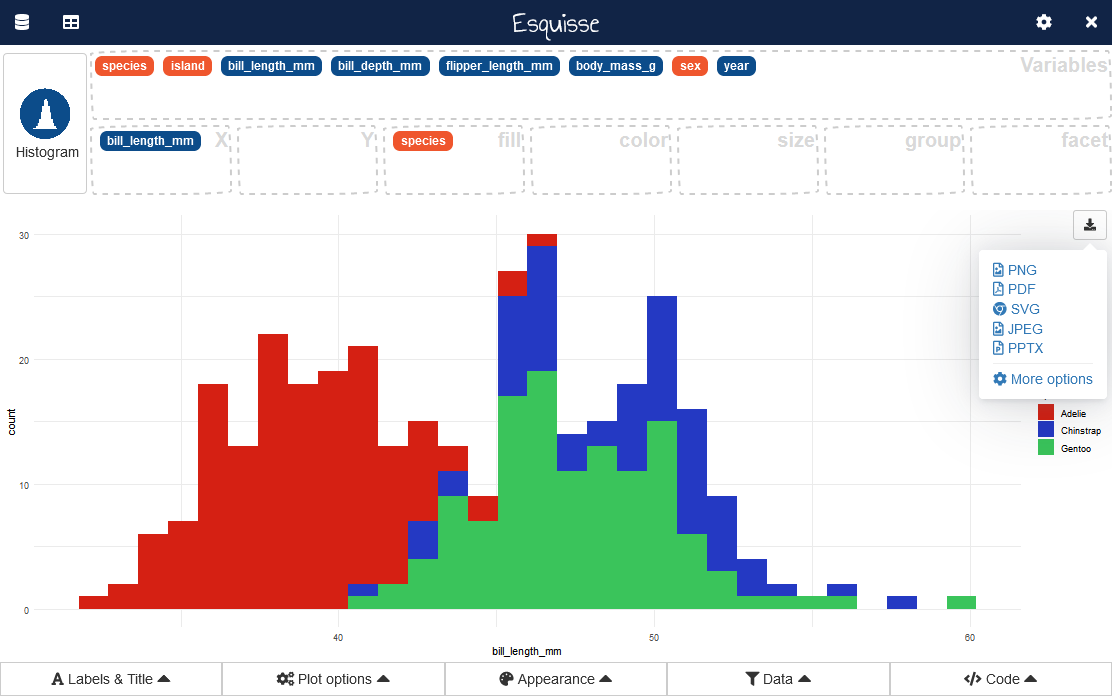 Esquisse
species island bill_length_mm bill_depth_mm flipper_length_mm body_mass_g sex year Variables
Histogram
bill_length_mm X Y species fill color size group facet
PNG
PDF
SVG
JPEG
PPTX
More options
30
20
10
0
count
40 50 60
bill_length_mm
Adelie
Chinstrap
Gentoo
Labels & Title Plot options Appearance Data Code